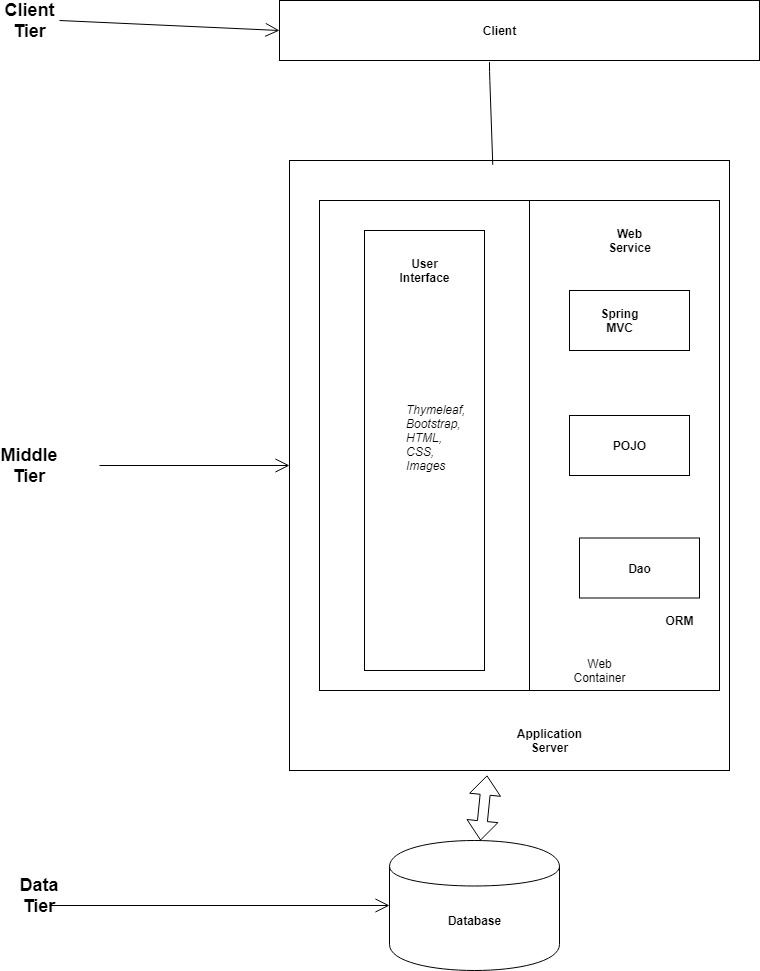 Client
Tier
Client
Web
Service
User
Interface
Spring
MVC
Thymeleaf,
Bootstrap,
HTML,
CSS,
Images
POJO
Middle
Tier
Dao
ORM
Web
Container
Application
Server
Data
Tier
Database